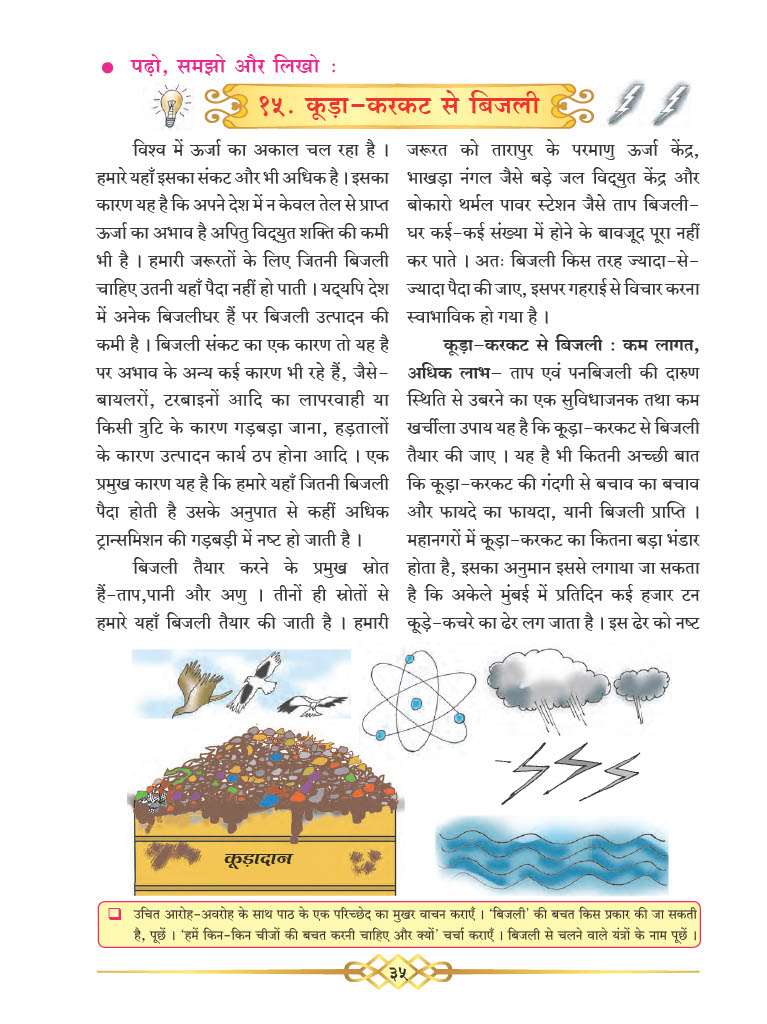 ● पढ़ो, समझो और लिखो :
१५. कूड़ा-करकट से बिजली
विश्व में ऊर्जा का अकाल चल रहा है ।
हमारे यहाँ इसका संकट और भी अधिक है । इसका
कारण यह है कि अपने देश में न केवल तेल से प्राप्त
ऊर्जा का अभाव है अपितु विद्युत शक्ति की कमी
भी है । हमारी जरूरतों के लिए जितनी बिजली
चाहिए उतनी यहाँ पैदा नहीं हो पाती । यद्यपि देश
में अनेक बिजलीघर हैं पर बिजली उत्पादन की
कमी है । बिजली संकट का एक कारण तो यह है
पर अभाव के अन्य कई कारण भी रहे हैं, जैसे-
बायलरों, टरबाइनों आदि का लापरवाही या
किसी त्रुटि के कारण गड़बड़ा जाना, हड़तालों
के कारण उत्पादन कार्य ठप होना आदि । एक
प्रमुख कारण यह है कि हमारे यहाँ जितनी बिजली
पैदा होती है उसके अनुपात से कहीं अधिक
ट्रान्समिशन की गड़बड़ी में नष्ट हो जाती है ।
बिजली तैयार करने के प्रमुख स्रोत
हैं-ताप,पानी और अणु । तीनों ही स्रोतों से
हमारे यहाँ बिजली तैयार की जाती है । हमारी
जरूरत को तारापुर के परमाणु ऊर्जा केंद्र,
भाखड़ा नंगल जैसे बड़े जल विद्युत केंद्र और
बोकारो थर्मल पावर स्टेशन जैसे ताप बिजली-
घर कई-कई संख्या में होने के बावजूद पूरा नहीं
कर पाते । अतः बिजली किस तरह ज्यादा-से-
ज्यादा पैदा की जाए, इसपर गहराई से विचार करना
स्वाभाविक हो गया है ।
कूड़ा-करकट से बिजली : कम लागत,
अधिक लाभ- ताप एवं पनबिजली की दारुण
स्थिति से उबरने का एक सुविधाजनक तथा कम
खर्चीला उपाय यह है कि कूड़ा-करकट से बिजली
तैयार की जाए । यह है भी कितनी अच्छी बात
कि कूड़ा-करकट की गंदगी से बचाव का बचाव
और फायदे का फायदा, यानी बिजली प्राप्ति ।
महानगरों में कूड़ा-करकट का कितना बड़ा भंडार
होता है, इसका अनुमान इससे लगाया जा सकता
है कि अकेले मुंबई में प्रतिदिन कई हजार टन
कूड़े-कचरे का ढेर लग जाता है । इस ढेर को नष्ट
कूड़ादान
❑ उचित आरोह-अवरोह के साथ पाठ के एक परिच्छेद का मुखर वाचन कराएँ । 'बिजली' की बचत किस प्रकार की जा सकती
है, पूछें । 'हमें किन-किन चीजों की बचत करनी चाहिए और क्यों' चर्चा कराएँ । बिजली से चलने वाले यंत्रों के नाम पूछें ।
३५